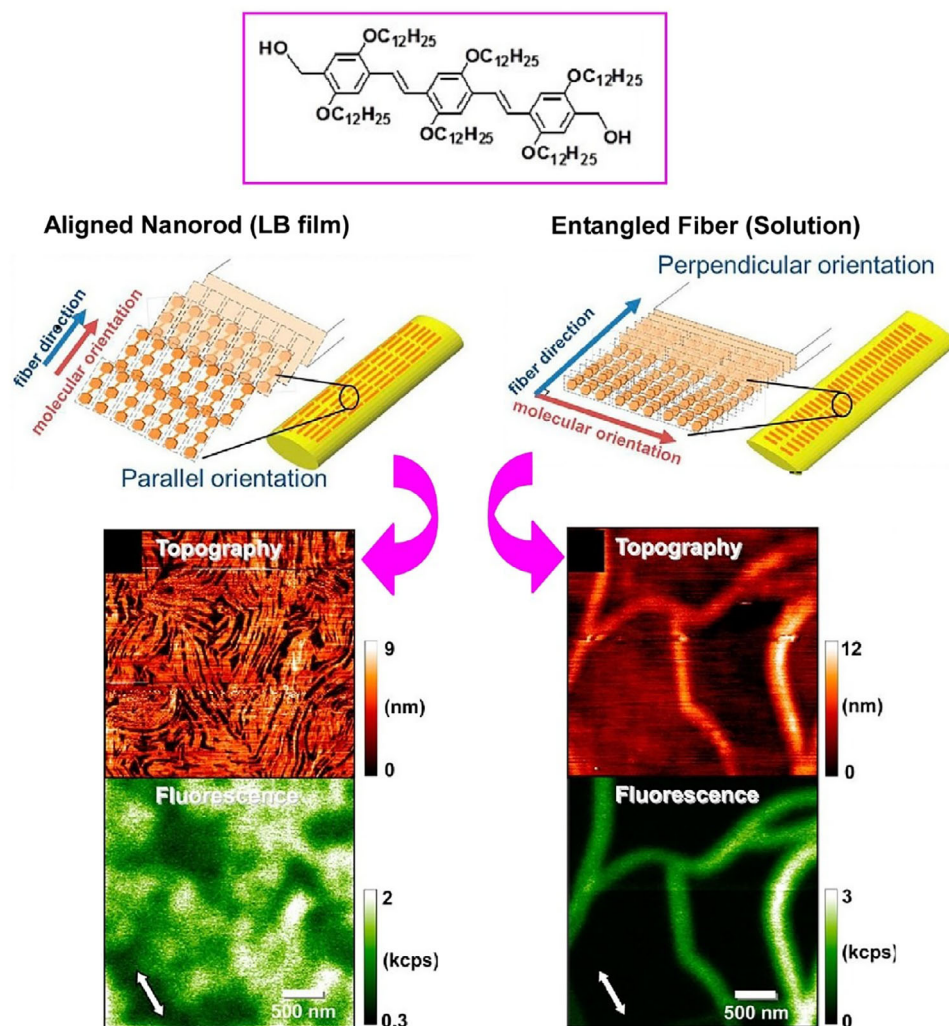 HO
OC12H25
OC12H25
OC12H25
OC12H25
OC12H25
OC12H25
OH
Aligned Nanorod (LB film)
Entangled Fiber (Solution)
fiber direction
molecular orientation
Parallel orientation
Perpendicular orientation
fiber direction
molecular orientation
Topography
9
(nm)
0
Fluorescence
2
(kcps)
0.3
500 nm
Topography
12
(nm)
0
Fluorescence
3
(kcps)
0
500 nm